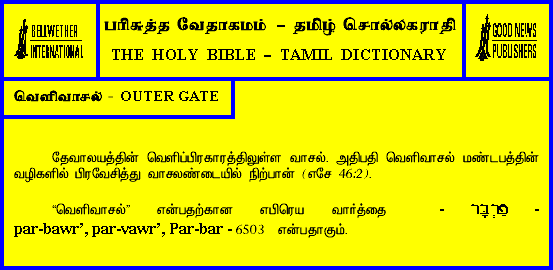 BELLWETHER
INTERNATIONAL
பரிசுத்த வேதாகமம் – தமிழ் சொல்லகராதி
THE HOLY BIBLE – TAMIL DICTIONARY
GOOD NEWS
PUBLISHERS
வெளிவாசல் - OUTER GATE
தேவாலயத்தின் வெளிப்பிரகாரத்திலுள்ள வாசல். அதிபதி வெளிவாசல் மண்டபத்தின்
வழிகளில் பிரவேசித்து வாசலண்டையில் நிற்பான் (எசே 46:2).
“வெளிவாசல்” என்பதற்கான எபிரெய வார்த்தை - פַּרְבָּר -
par-bawr’, par-vawr’, Par-bar - 6503 என்பதாகும்.